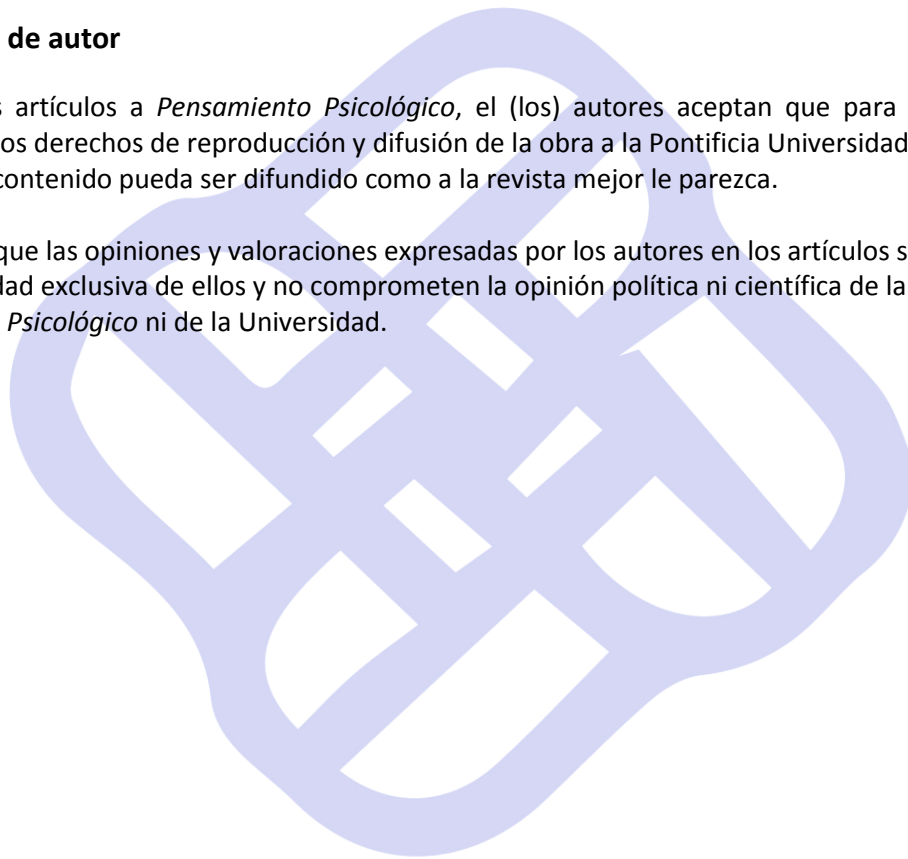 de autor
s artículos a Pensamiento Psicológico, el (los) autores aceptan que para
os derechos de reproducción y difusión de la obra a la Pontificia Universidad
contenido pueda ser difundido como a la revista mejor le parezca.
que las opiniones y valoraciones expresadas por los autores en los artículos s
dad exclusiva de ellos y no comprometen la opinión política ni científica de la
Psicológico ni de la Universidad.